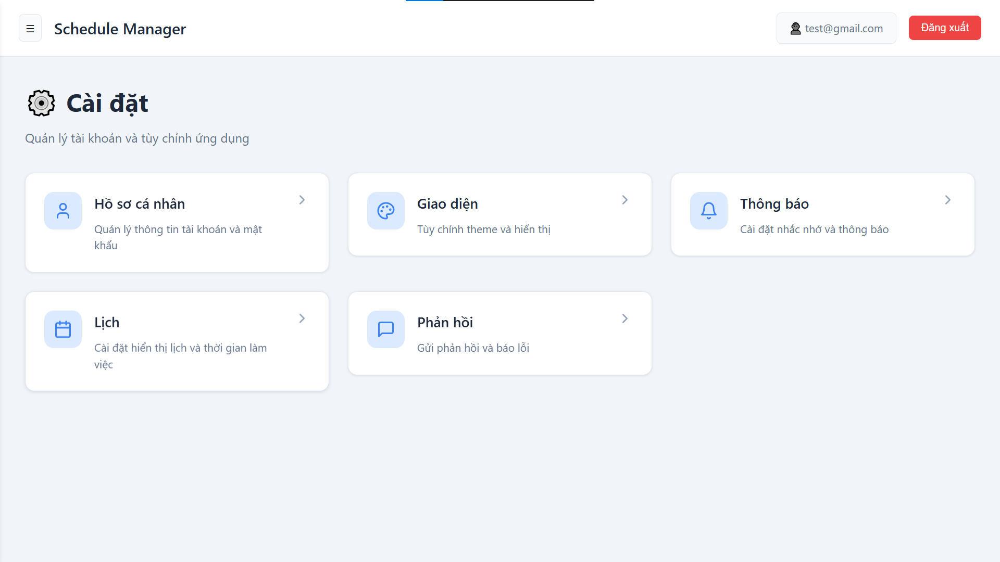 Schedule Manager
test@gmail.com
Đăng xuất
Cài đặt
Quản lý tài khoản và tùy chỉnh ứng dụng
Hồ sơ cá nhân
Quản lý thông tin tài khoản và mật
khẩu
Giao diện
Tùy chỉnh theme và hiển thị
Thông báo
Cài đặt nhắc nhở và thông báo
Lịch
Cài đặt hiển thị lịch và thời gian làm
việc
Phản hồi
Gửi phản hồi và báo lỗi